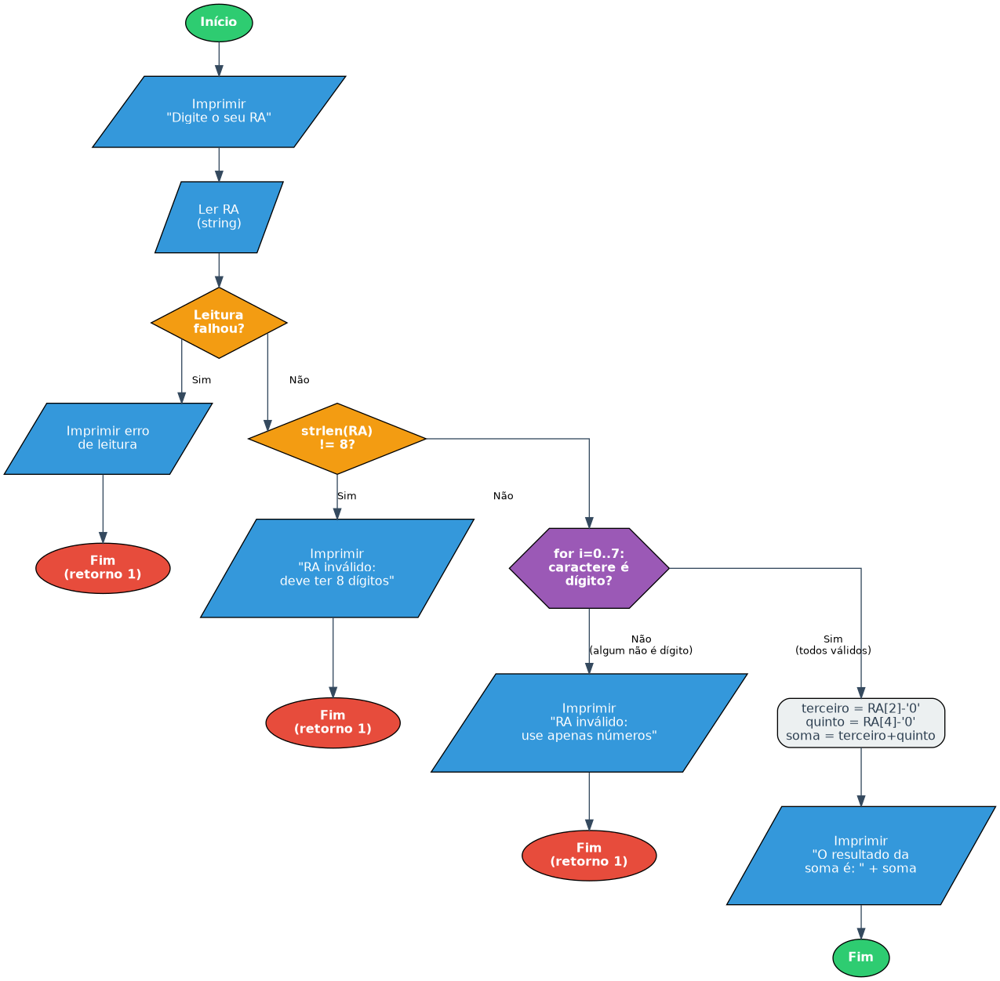 Início
Imprimir
"Digite o seu RA"
Ler RA
(string)
Leitura
falhou?
Sim
Não
Imprimir erro
de leitura
strlen(RA)
!= 8?
Sim
Não
Fim
(retorno 1)
Imprimir
"RA inválido:
deve ter 8 dígitos"
for i=0..7:
caractere é
dígito?
Não
(algum não é dígito)
Sim
(todos válidos)
Fim
(retorno 1)
Imprimir
"RA inválido:
use apenas números"
terceiro = RA[2]-'0'
quinto = RA[4]-'0'
soma = terceiro+quinto
Fim
(retorno 1)
Imprimir
"O resultado da
soma é: " + soma
Fim